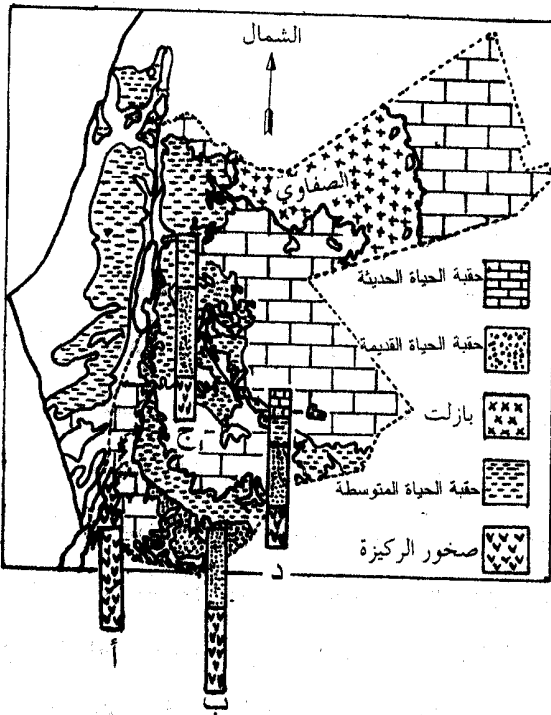 الشمال
الصفاوي
حقبة الحياة الحديثة
حقبة الحياة القديمة
بازلت
حقبة الحياة المتوسطة
صخور الركيزة
ج
د
أ
ب